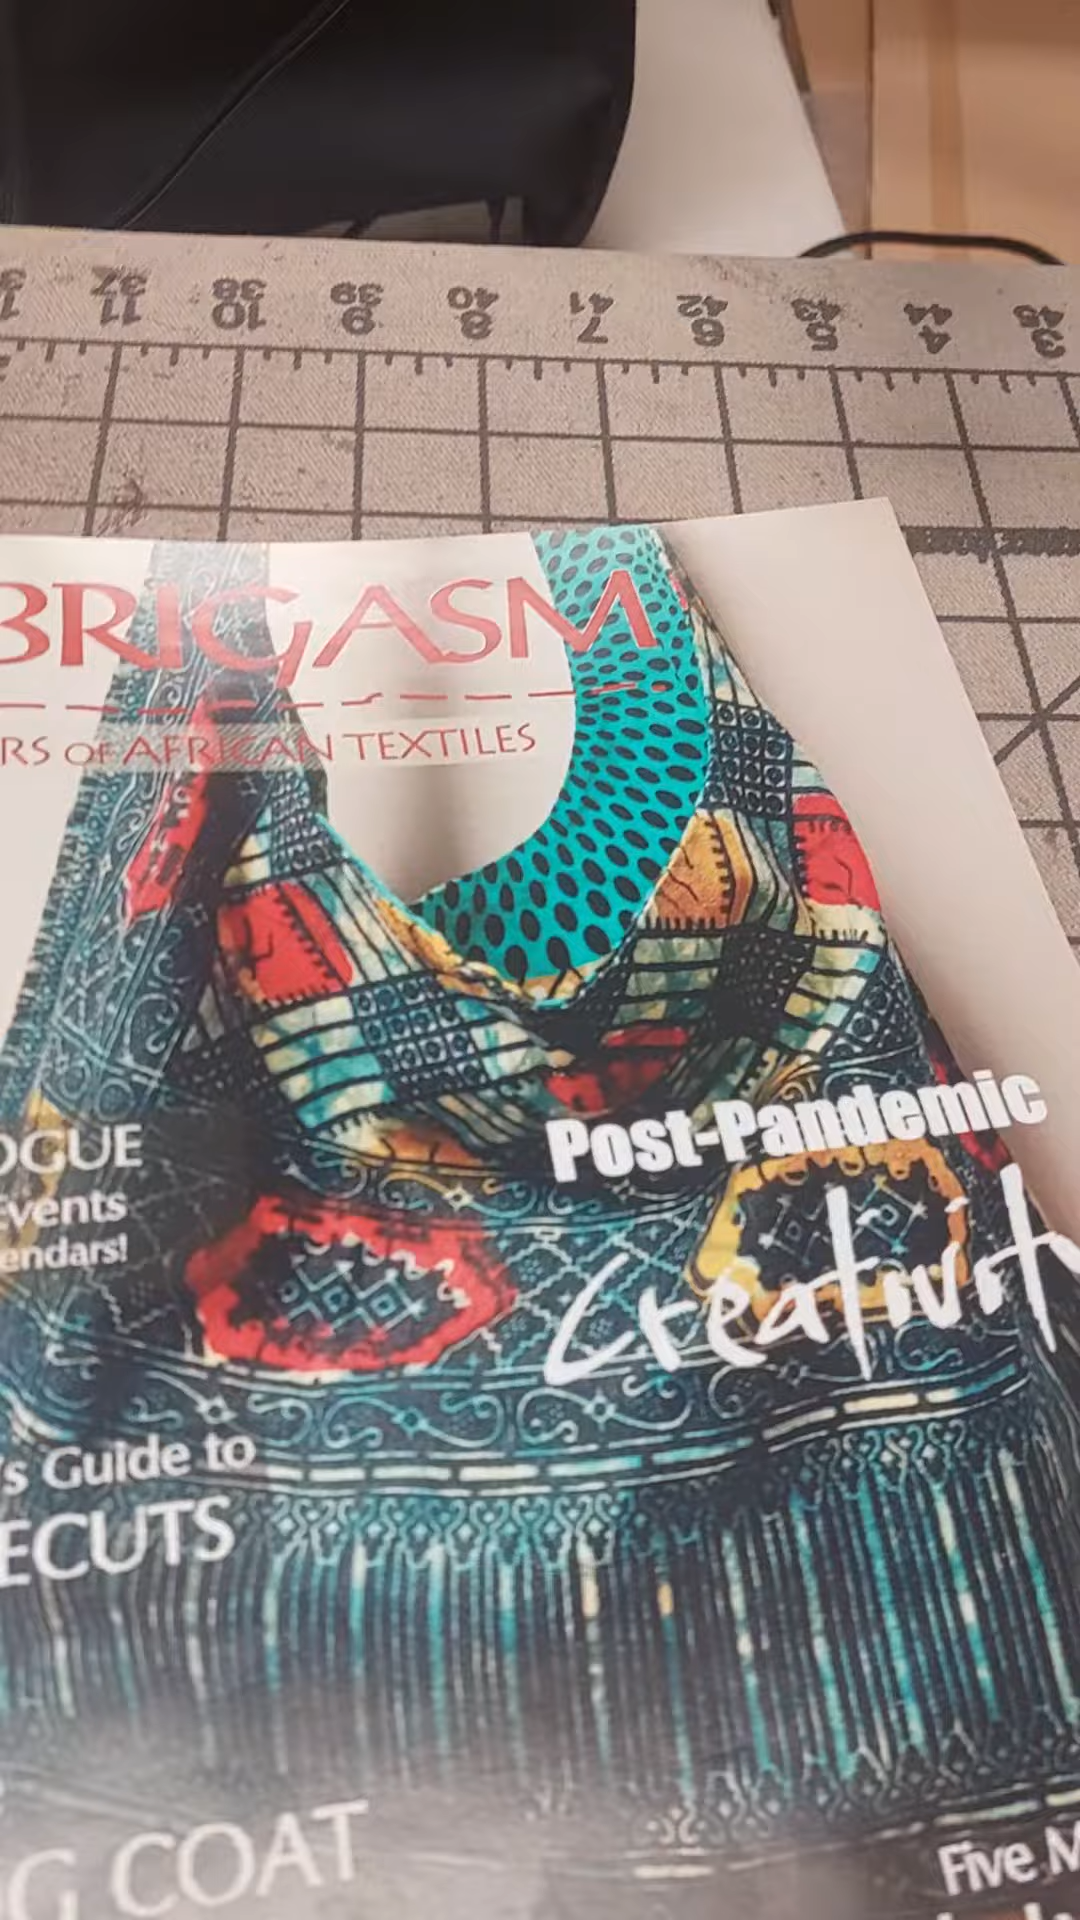 11 10 9 8 7 6 5 4 3
38 39 40 41 42 43 44 45
BRIGASM
RS OF AFRICAN TEXTILES
Post-Pandemic
Creativity
OGUE
Events
endars!
's Guide to
ECUTS
G COAT
Five M